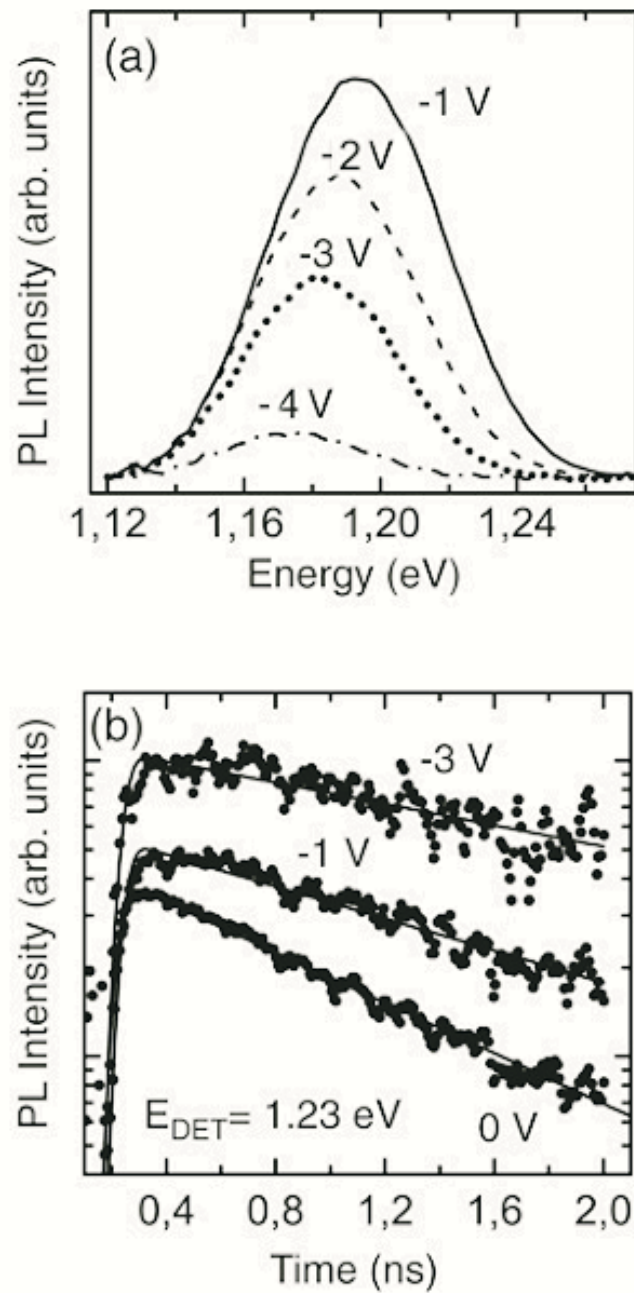 (a)
-1 V
-2 V
-3 V
-4 V
PL Intensity (arb. units)
1,12 1,16 1,20 1,24
Energy (eV)
(b)
-3 V
-1 V
0 V
E_DET= 1.23 eV
PL Intensity (arb. units)
0,4 0,8 1,2 1,6 2,0
Time (ns)